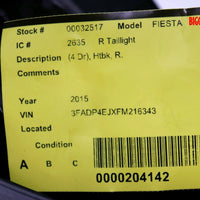 Stock # 00032517 Model FIESTA BIGG
IC # 2635 R Taillight
Description (4 Dr), Htbk, R.
Comments
Year 2015
VIN 3FADP4EJXFM216343
Located
Condition
A B C
0000204142